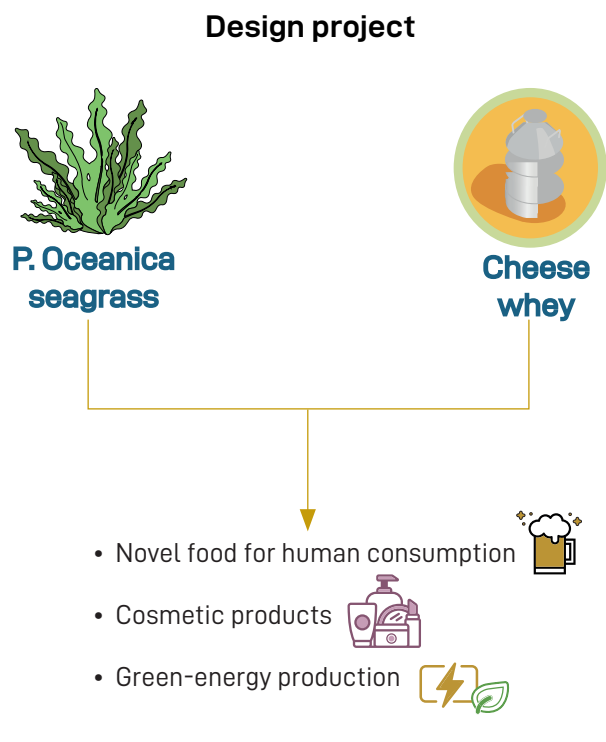 Design project
P. Oceanica
seagrass
Cheese
whey
• Novel food for human consumption
• Cosmetic products
• Green-energy production